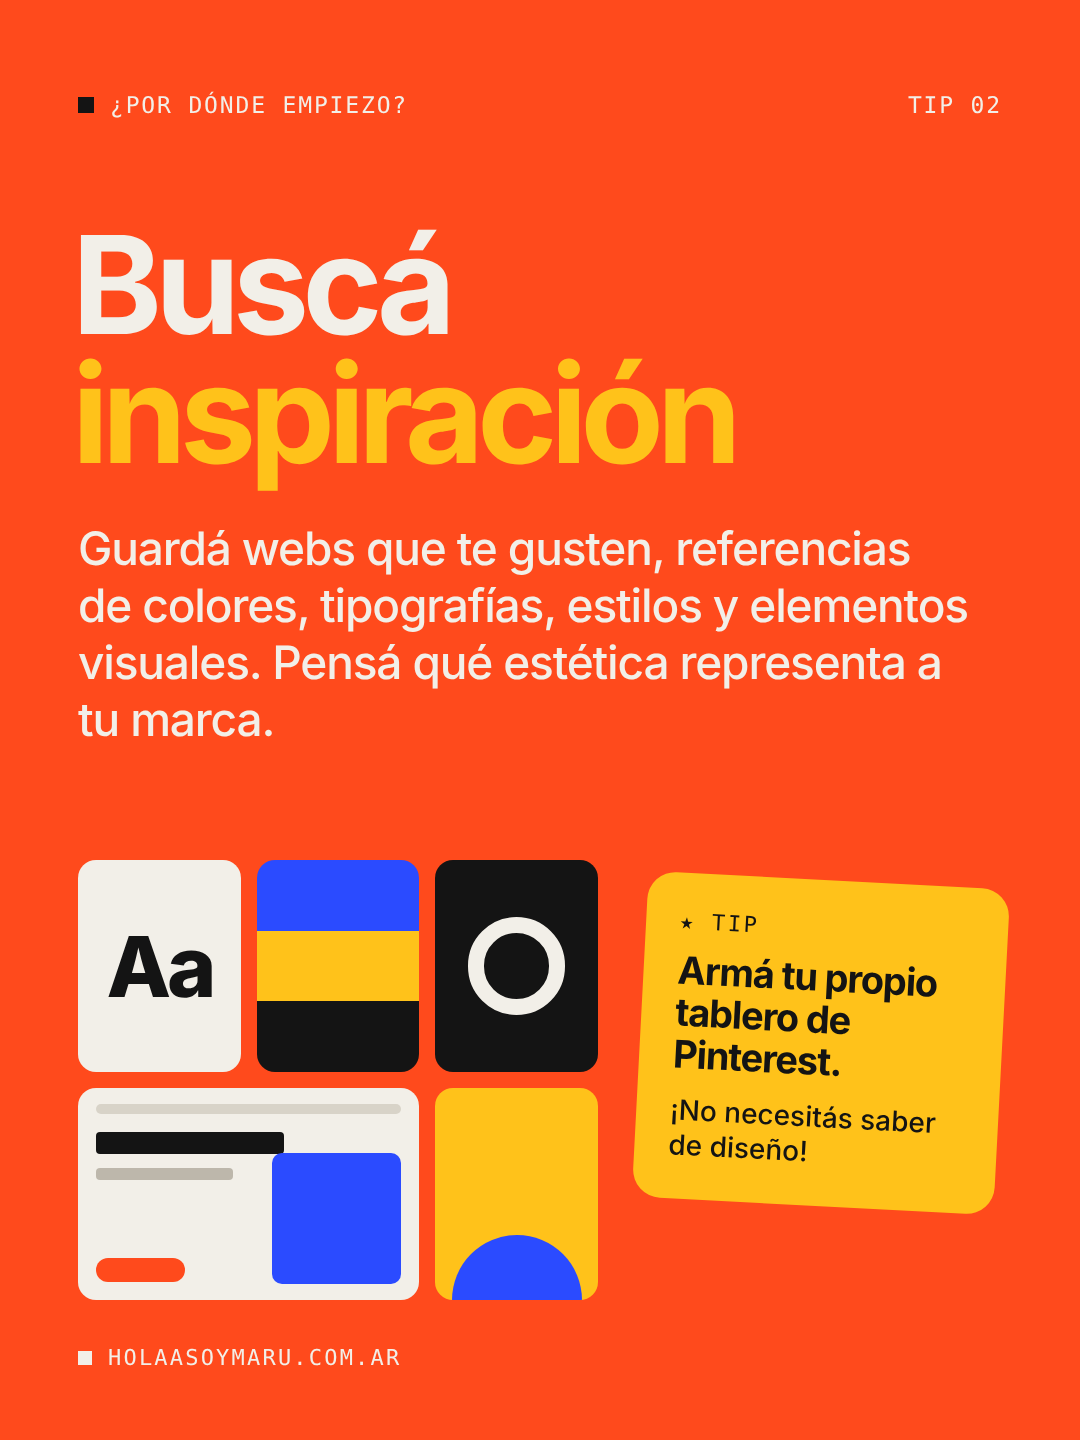 ¿POR DÓNDE EMPIEZO?
TIP 02
Buscá
inspiración
Guardá webs que te gusten, referencias
de colores, tipografías, estilos y elementos
visuales. Pensá qué estética representa a
tu marca.
Aa
★ TIP
Armá tu propio
tablero de
Pinterest.
¡No necesitás saber
de diseño!
HOLAASOYMARU.COM.AR